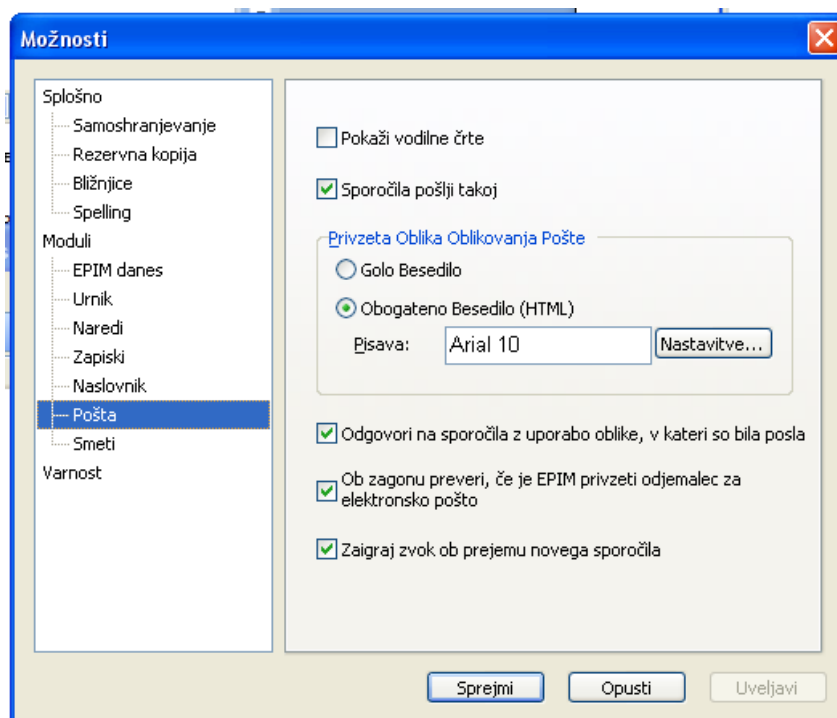 Možnosti
Splošno
Samoshranjevanje
Rezervna kopija
Bližnjice
Spelling
Moduli
EPIM danes
Urnik
Naredi
Zapiski
Naslovnik
Pošta
Smeti
Varnost
Pokaži vodilne črte
Sporočila pošlji takoj
Privzeta Oblika Oblikovanja Pošte
Golo Besedilo
Obogateno Besedilo (HTML)
Pisava: Arial 10 Nastavitve...
Odgovori na sporočila z uporabo oblike, v kateri so bila posla
Ob zagonu preveri, če je EPIM privzeti odjemalec za
elektronsko pošto
Zaigraj zvok ob prejemu novega sporočila
Sprejmi Opusti Uveljavi